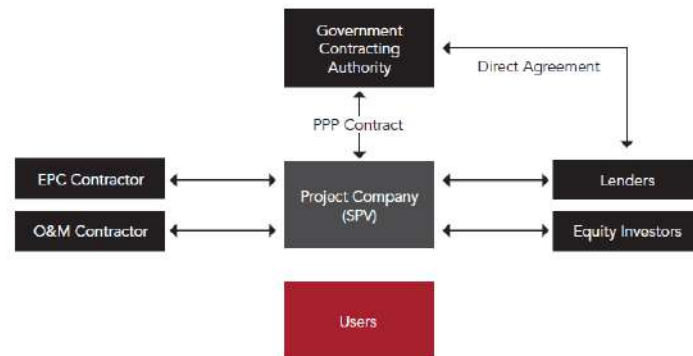 Government
Contracting
Authority
Direct Agreement
PPP Contract
EPC Contractor
Project Company
(SPV)
Lenders
O&M Contractor
Equity Investors
Users